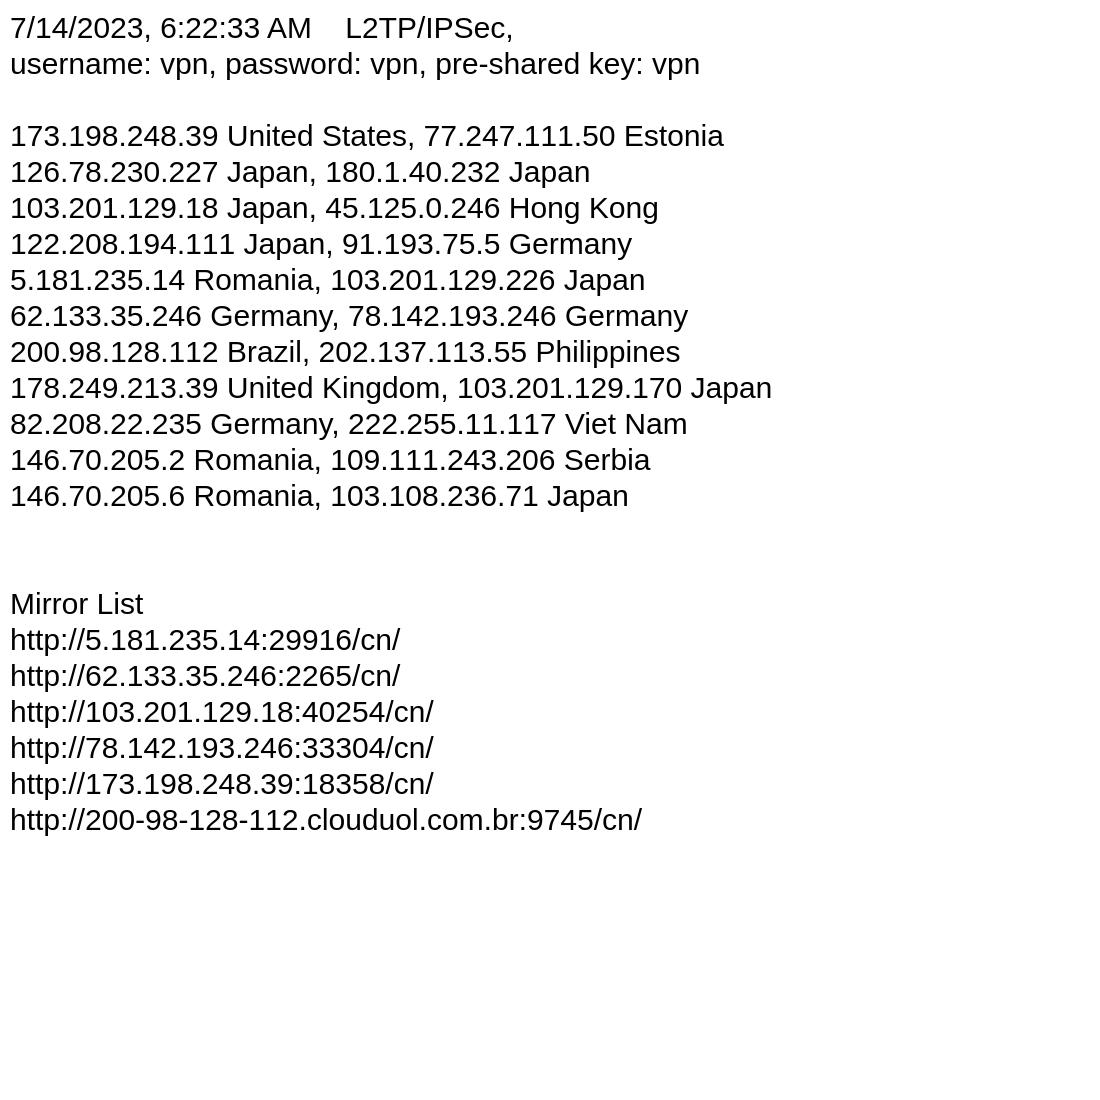 7/14/2023, 6:22:33 AM    L2TP/IPSec,
username: vpn, password: vpn, pre-shared key: vpn
173.198.248.39 United States, 77.247.111.50 Estonia
126.78.230.227 Japan, 180.1.40.232 Japan
103.201.129.18 Japan, 45.125.0.246 Hong Kong
122.208.194.111 Japan, 91.193.75.5 Germany
5.181.235.14 Romania, 103.201.129.226 Japan
62.133.35.246 Germany, 78.142.193.246 Germany
200.98.128.112 Brazil, 202.137.113.55 Philippines
178.249.213.39 United Kingdom, 103.201.129.170 Japan
82.208.22.235 Germany, 222.255.11.117 Viet Nam
146.70.205.2 Romania, 109.111.243.206 Serbia
146.70.205.6 Romania, 103.108.236.71 Japan
Mirror List
http://5.181.235.14:29916/cn/
http://62.133.35.246:2265/cn/
http://103.201.129.18:40254/cn/
http://78.142.193.246:33304/cn/
http://173.198.248.39:18358/cn/
http://200-98-128-112.clouduol.com.br:9745/cn/